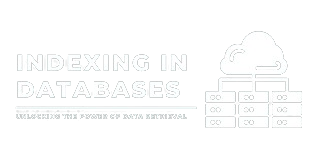 INDEXING IN
DATABASES
UNLOCKING THE POWER OF DATA RETRIEVAL